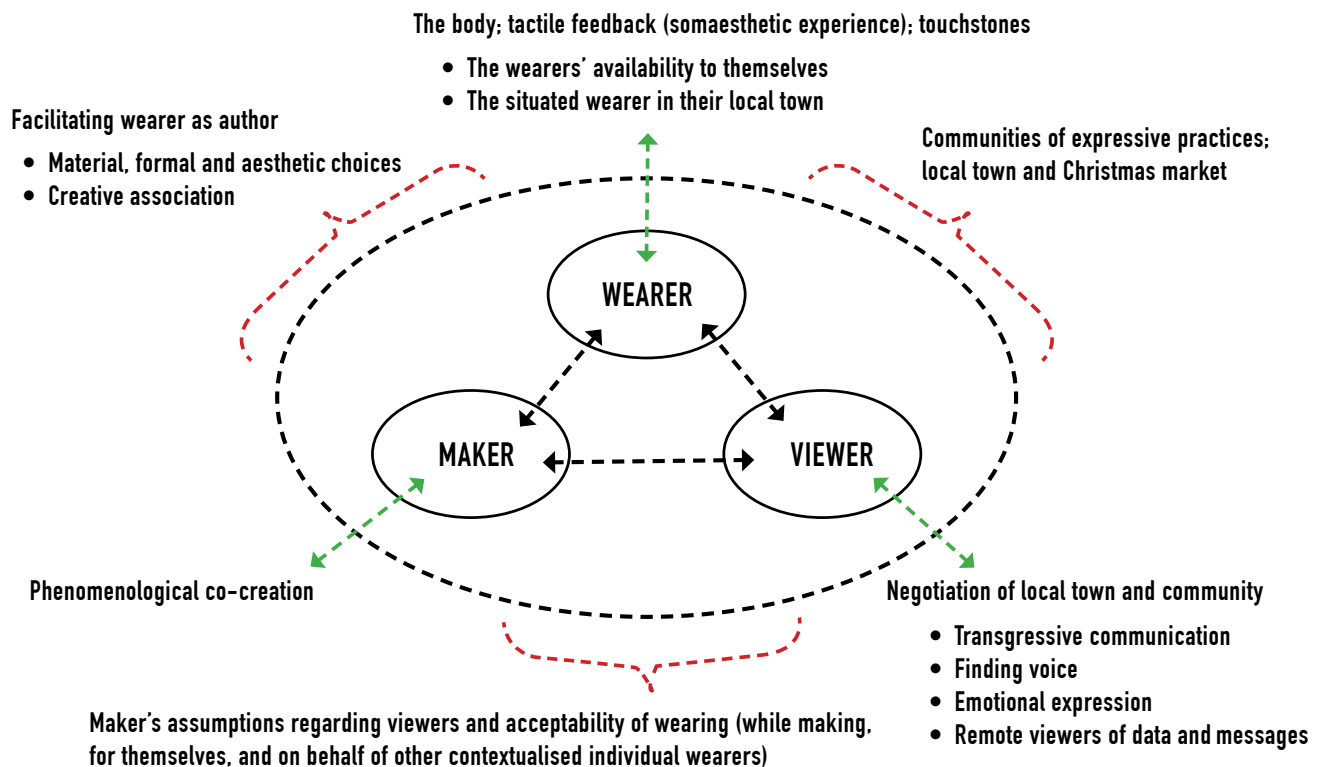 The body; tactile feedback (somaesthetic experience); touchstones
• The wearers’ availability to themselves
• The situated wearer in their local town
Facilitating wearer as author
• Material, formal and aesthetic choices
• Creative association
Communities of expressive practices;
local town and Christmas market
WEARER
MAKER
VIEWER
Phenomenological co-creation
Negotiation of local town and community
• Transgressive communication
• Finding voice
• Emotional expression
• Remote viewers of data and messages
Maker’s assumptions regarding viewers and acceptability of wearing (while making,
for themselves, and on behalf of other contextualised individual wearers)